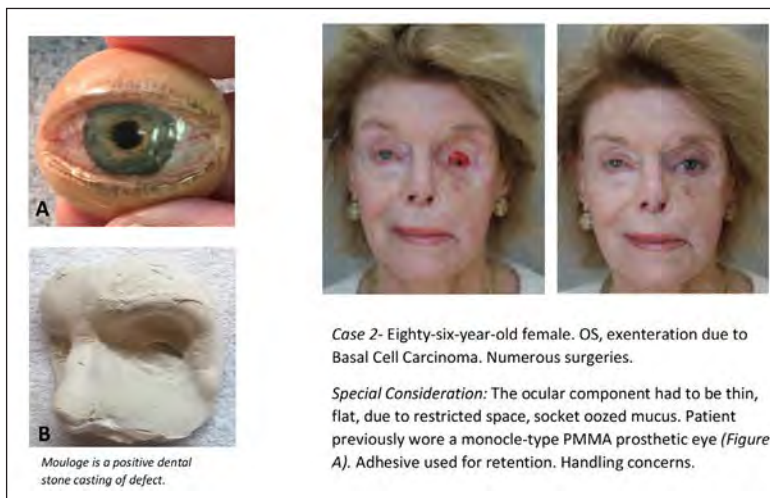 A
B
Mouloge is a positive dental
stone casting of defect.
Case 2- Eighty-six-year-old female. OS, exenteration due to
Basal Cell Carcinoma. Numerous surgeries.
Special Consideration: The ocular component had to be thin,
flat, due to restricted space, socket oozed mucus. Patient
previously wore a monocle-type PMMA prosthetic eye (Figure
A). Adhesive used for retention. Handling concerns.